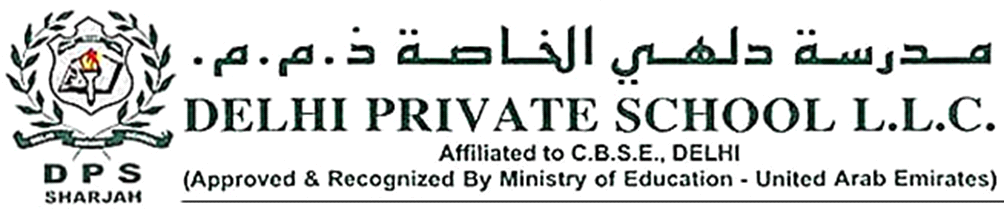 مدرسة دلهي الخاصة ذ.م.م.
DELHI PRIVATE SCHOOL L.L.C.
Affiliated to C.B.S.E., DELHI
(Approved & Recognized By Ministry of Education - United Arab Emirates)
DPS
SHARJAH